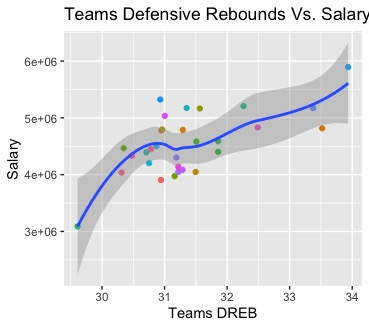 Teams Defensive Rebounds Vs. Salary
6e+06
5e+06
4e+06
3e+06
Salary
30 31 32 33 34
Teams DREB